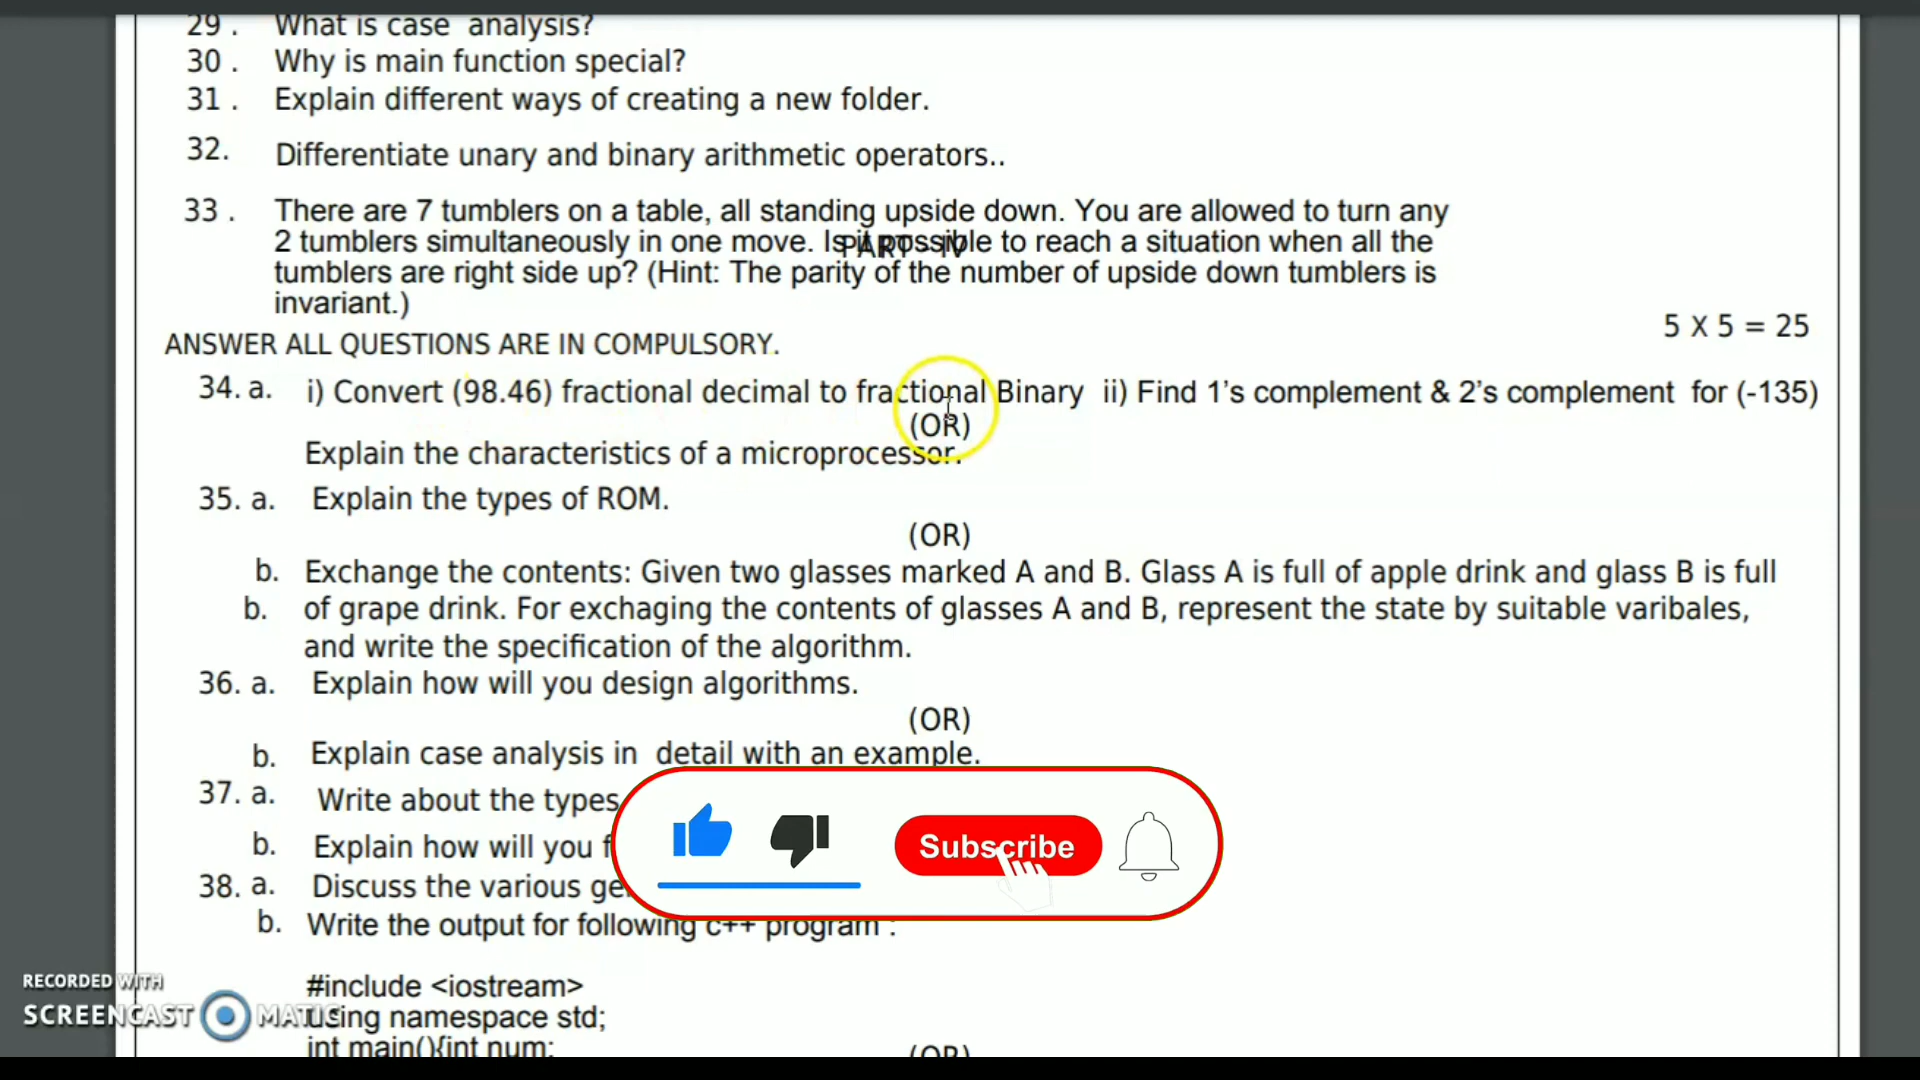 29 . What is case analysis?
30 . Why is main function special?
31 . Explain different ways of creating a new folder.
32. Differentiate unary and binary arithmetic operators..
33 . There are 7 tumblers on a table, all standing upside down. You are allowed to turn any
2 tumblers simultaneously in one move. Is it possible to reach a situation when all the
PART - IV
tumblers are right side up? (Hint: The parity of the number of upside down tumblers is
invariant.)
5 X 5 = 25
ANSWER ALL QUESTIONS ARE IN COMPULSORY.
34. a. i) Convert (98.46) fractional decimal to fractional Binary ii) Find 1's complement & 2's complement for (-135)
(OR)
Explain the characteristics of a microprocessor.
35. a. Explain the types of ROM.
(OR)
b. Exchange the contents: Given two glasses marked A and B. Glass A is full of apple drink and glass B is full
b. of grape drink. For exchaging the contents of glasses A and B, represent the state by suitable varibales,
and write the specification of the algorithm.
36. a. Explain how will you design algorithms.
(OR)
b. Explain case analysis in detail with an example.
37. a. Write about the types
b. Explain how will you
Subscribe
38. a. Discuss the various
b. Write the output for following c++ program :
#include <iostream>
using namespace std;
int main(){int num;
(OR)
RECORDED WITH
SCREENCAST MATIC